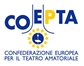 COEPTA
CONFEDERAZIONE EUROPEA
PER IL TEATRO AMATORIALE